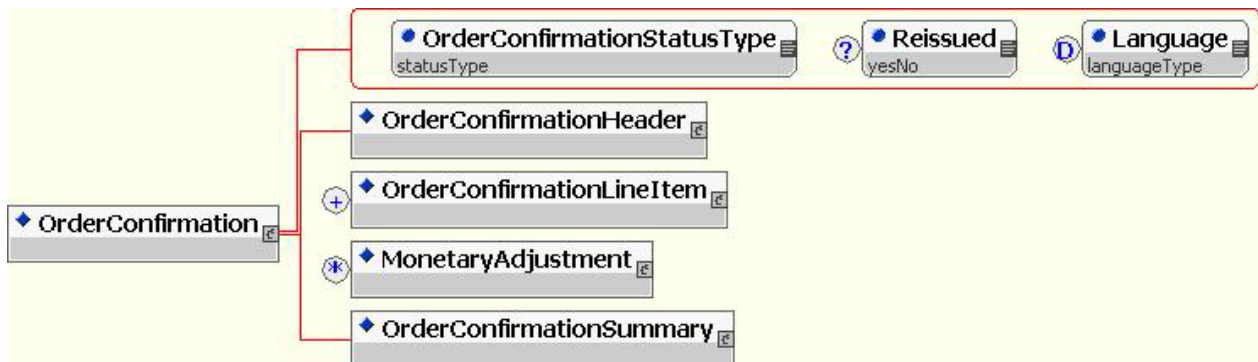 OrderConfirmationStatusType
statusType
? Reissued
yesNo
D Language
languageType
OrderConfirmationHeader
+ OrderConfirmationLineItem
OrderConfirmation
* MonetaryAdjustment
OrderConfirmationSummary